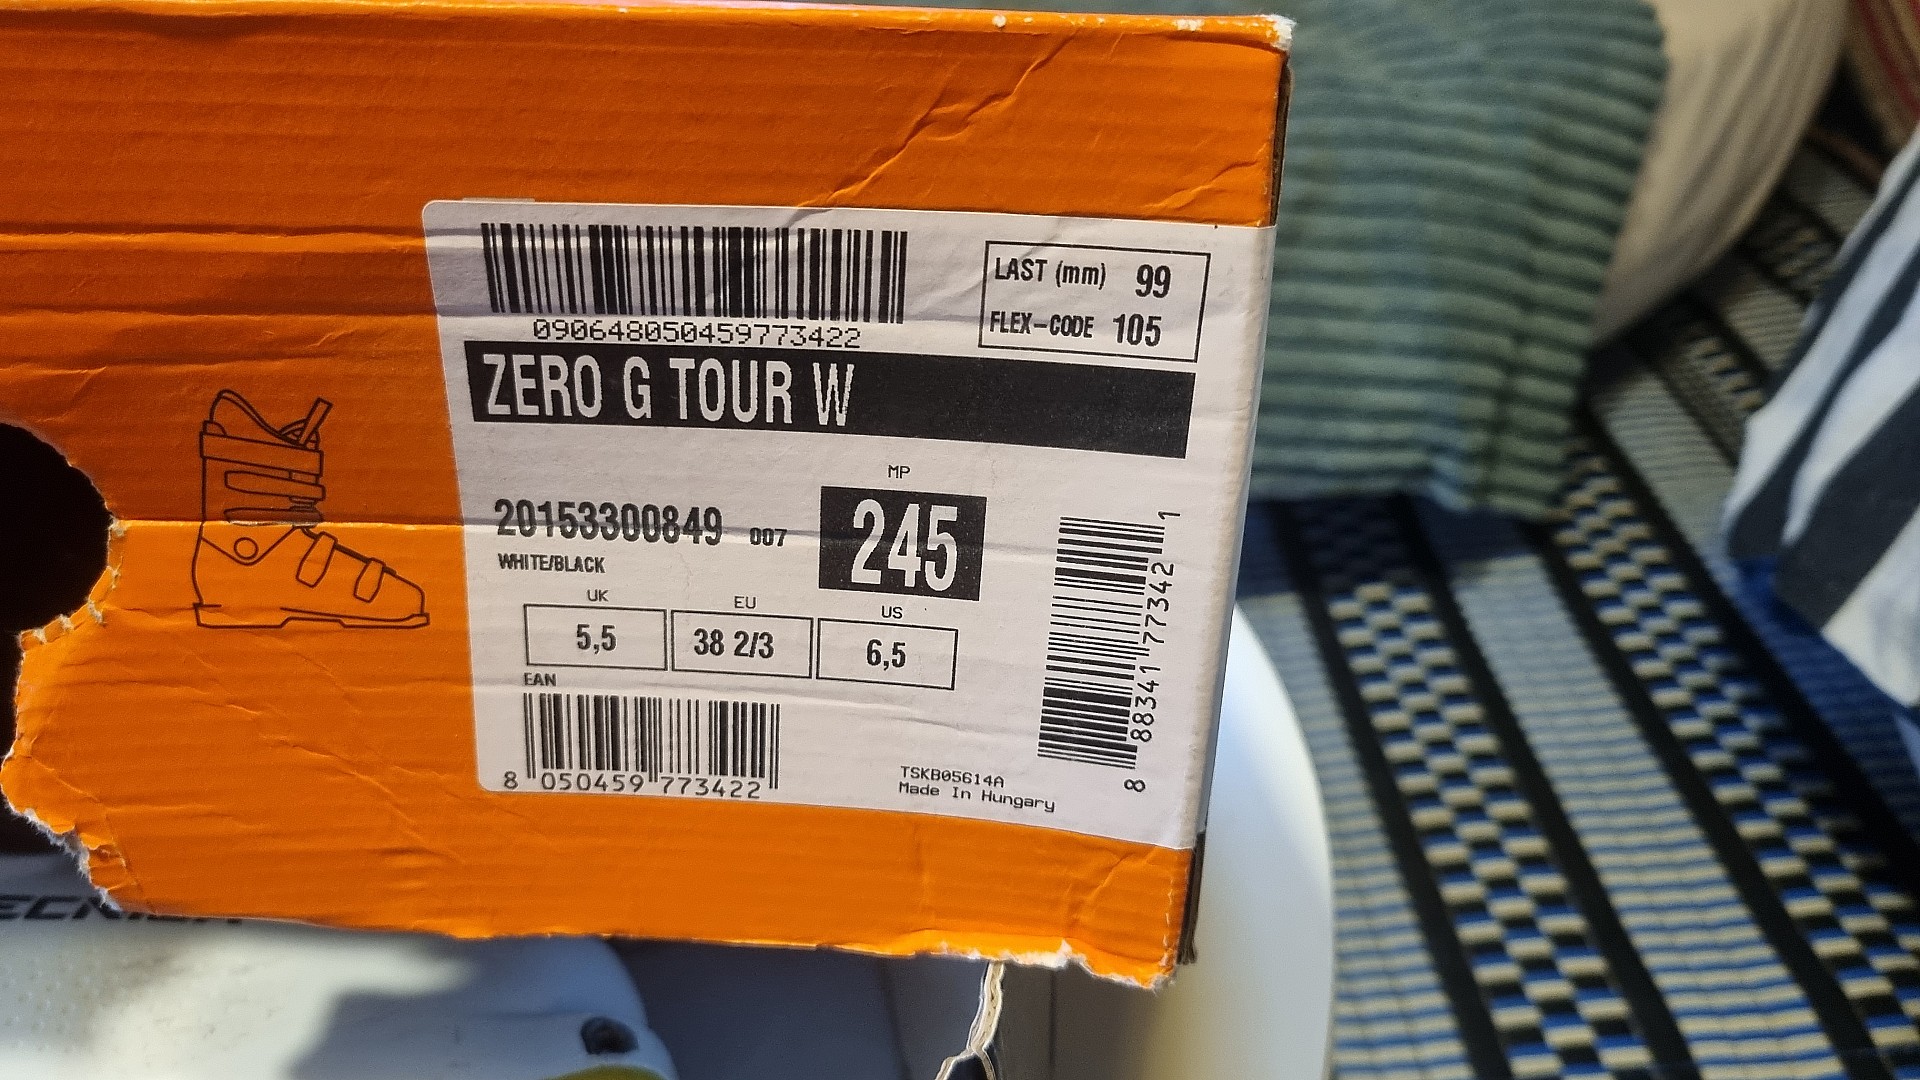 090648050459773422
LAST (mm) 99
FLEX-CODE 105
ZERO G TOUR W
MP
20153300849 007
245
WHITE/BLACK
UK
EU
US
5,5
38 2/3
6,5
EAN
8 050459 773422
8 88341 77342 1
TSKB05614A
Made In Hungary